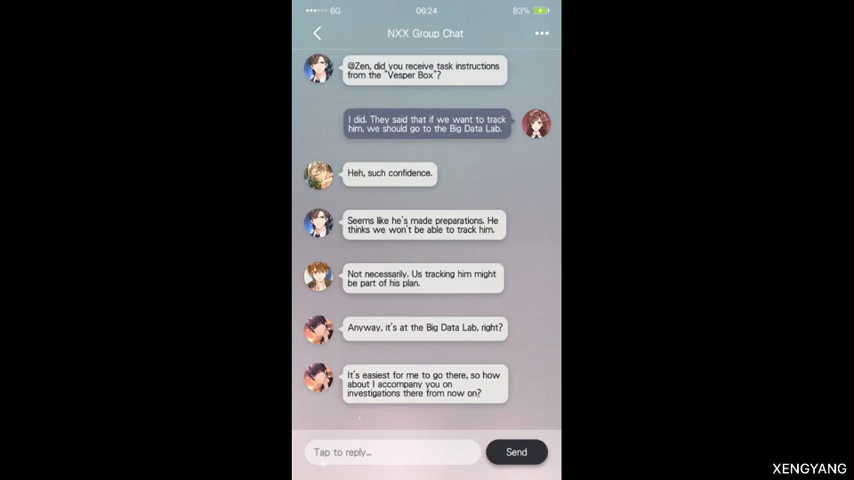 6G
06:24
83%
NXX Group Chat
@Zen, did you receive task instructions
from the "Vesper Box"?
I did. They said that if we want to track
him, we should go to the Big Data Lab.
Heh, such confidence.
Seems like he's made preparations. He
thinks we won't be able to track him.
Not necessarily. Us tracking him might
be part of his plan.
Anyway, it's at the Big Data Lab, right?
It's easiest for me to go there, so how
about I accompany you on
investigations there from now on?
Tap to reply...
Send
XENGYANG